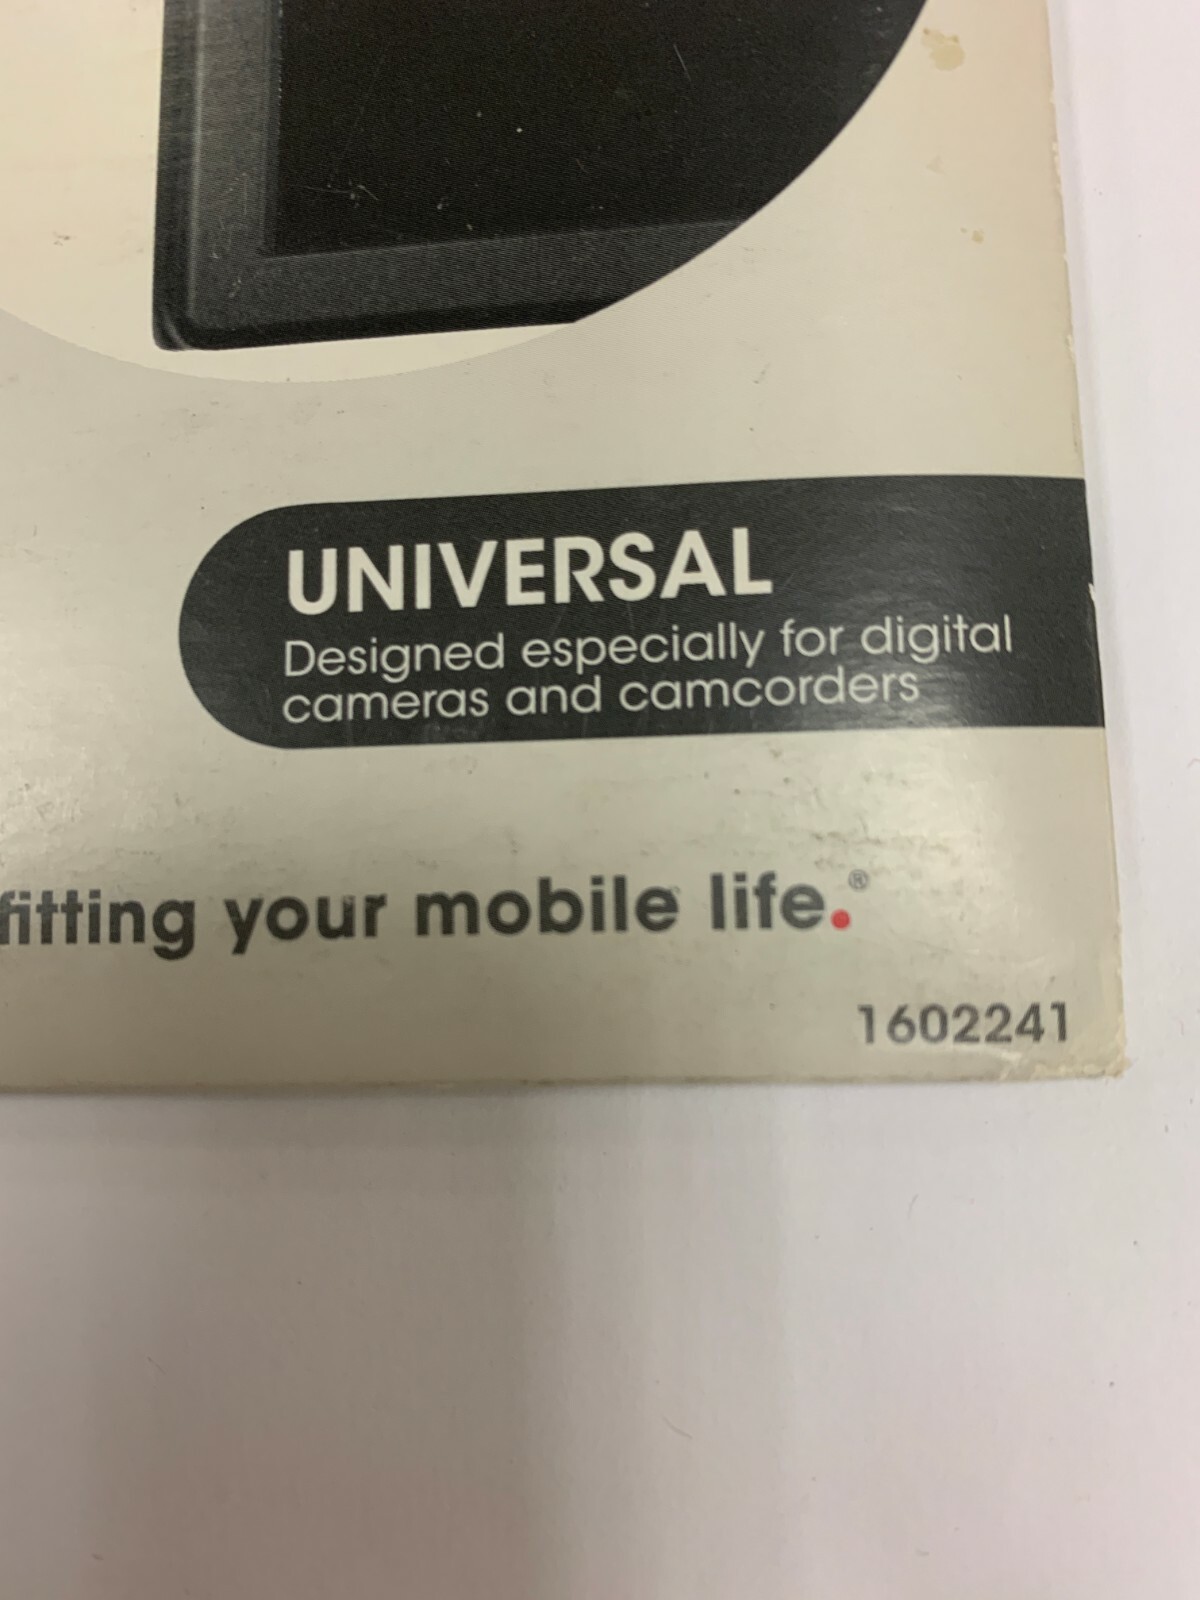 UNIVERSAL
Designed especially for digital
cameras and camcorders
fitting your mobile life.®
1602241